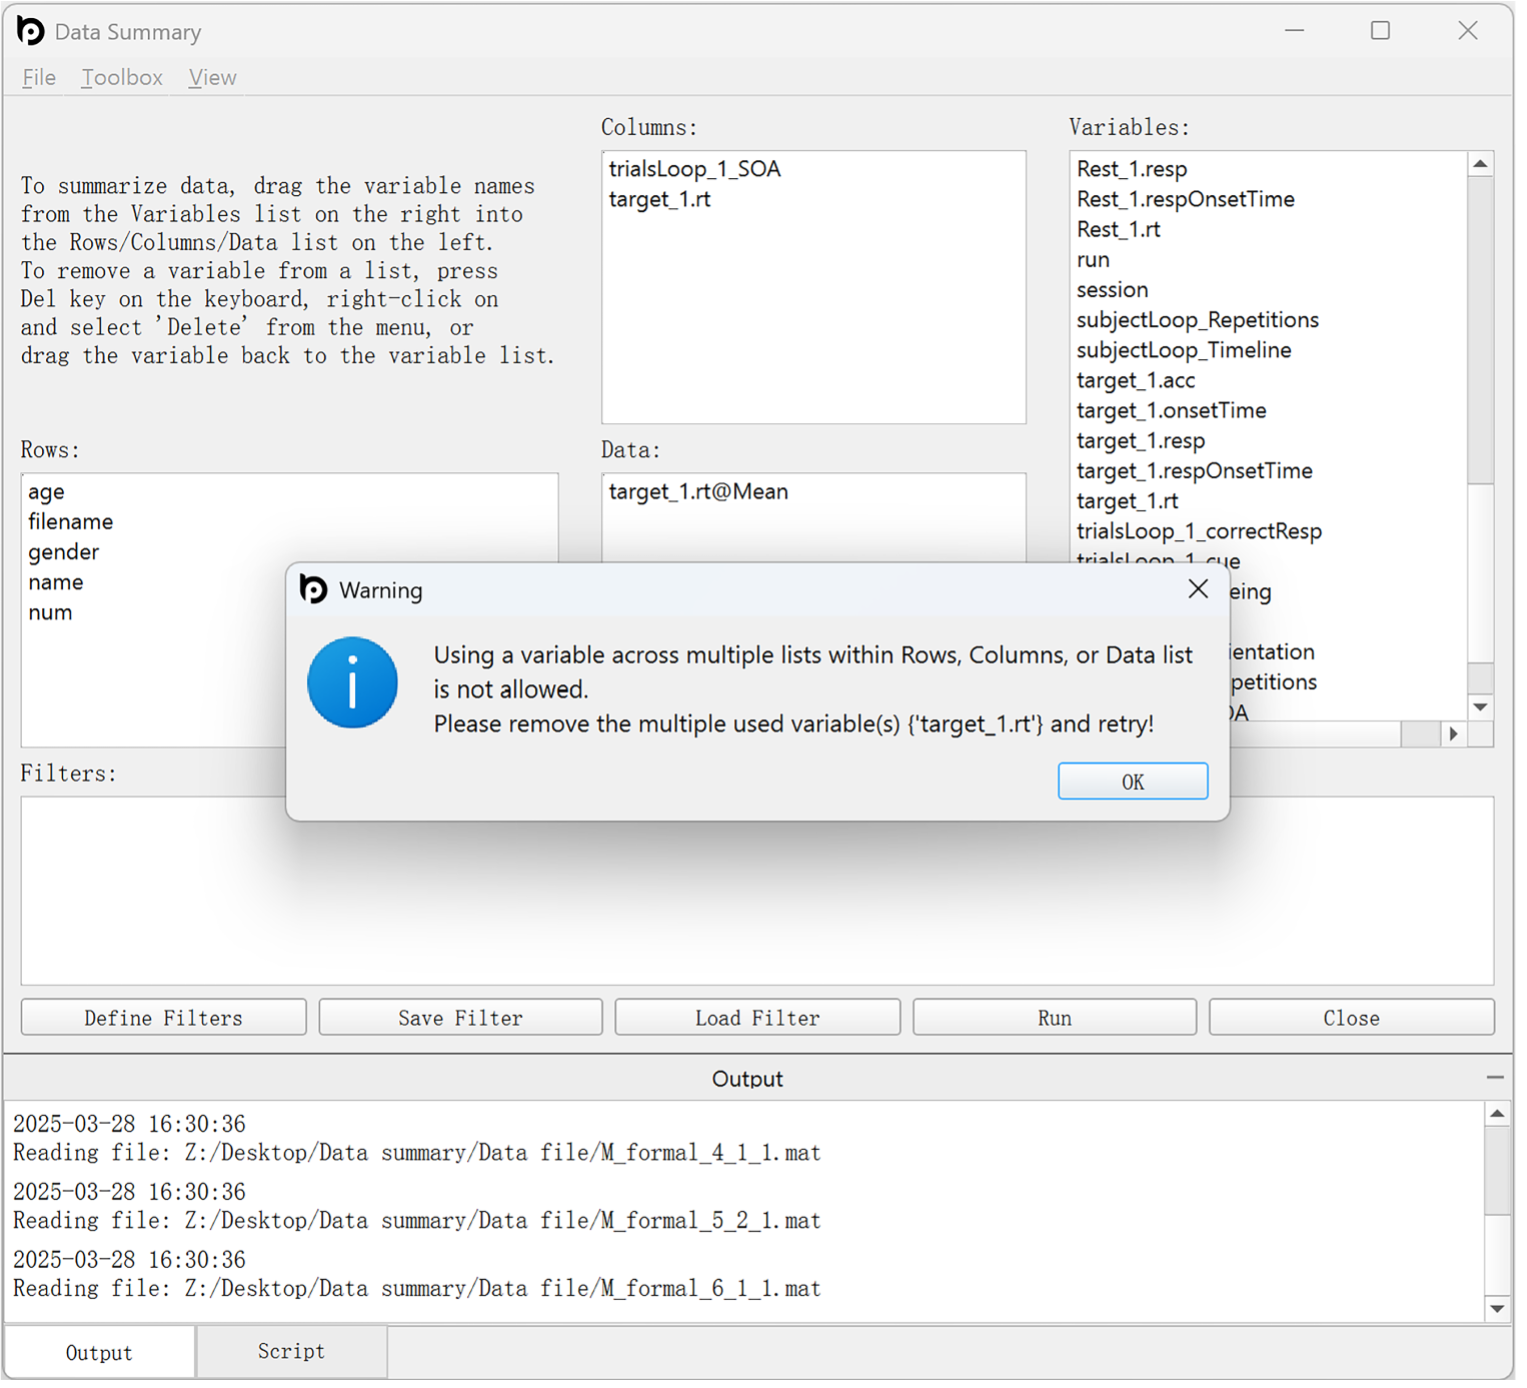 Data Summary
File Toolbox View
To summarize data, drag the variable names
from the Variables list on the right into
the Rows/Columns/Data list on the left.
To remove a variable from a list, press
Del key on the keyboard, right-click on
and select 'Delete' from the menu, or
drag the variable back to the variable list.
Columns:
trialsLoop_1_SOA
target_1.rt
Variables:
Rest_1.resp
Rest_1.respOnsetTime
Rest_1.rt
run
session
subjectLoop_Repetitions
subjectLoop_Timeline
target_1.acc
target_1.onsetTime
target_1.resp
target_1.respOnsetTime
target_1.rt
trialsLoop_1_correctResp
trialsLoop_1_cue
eing
ientation
petitions
OA
Rows:
age
filename
gender
name
num
Data:
target_1.rt@Mean
Warning
Using a variable across multiple lists within Rows, Columns, or Data list
is not allowed.
Please remove the multiple used variable(s) {'target_1.rt'} and retry!
OK
Filters:
Define Filters
Save Filter
Load Filter
Run
Close
Output
2025-03-28 16:30:36
Reading file: Z:/Desktop/Data summary/Data file/M_formal_4_1_1.mat
2025-03-28 16:30:36
Reading file: Z:/Desktop/Data summary/Data file/M_formal_5_2_1.mat
2025-03-28 16:30:36
Reading file: Z:/Desktop/Data summary/Data file/M_formal_6_1_1.mat
Output
Script